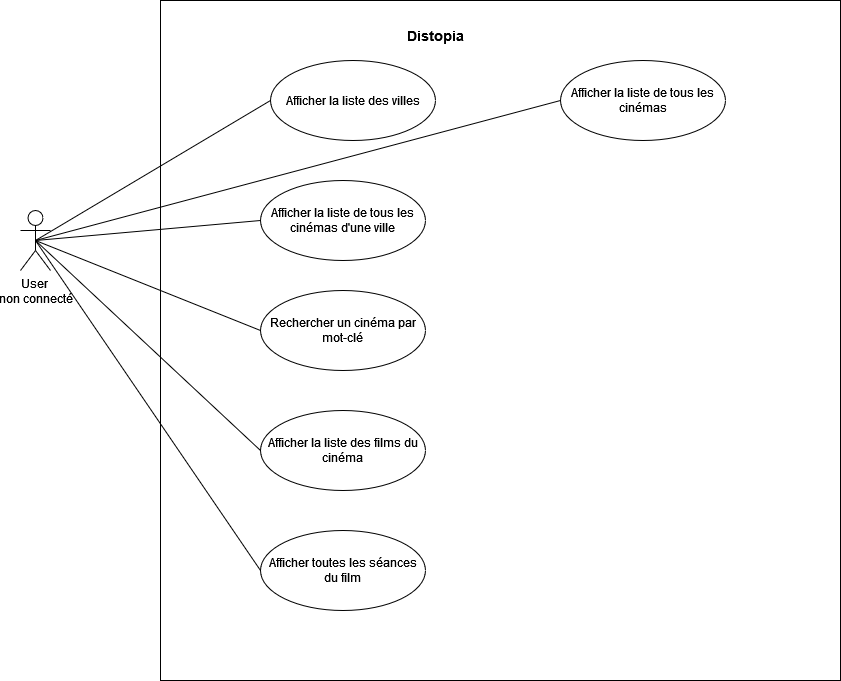 Distopia
Afficher la liste des villes
Afficher la liste de tous les
cinémas
Afficher la liste de tous les
cinémas d'une ville
User
non connecté
Rechercher un cinéma par
mot-clé
Afficher la liste des films du
cinéma
Afficher toutes les séances
du film